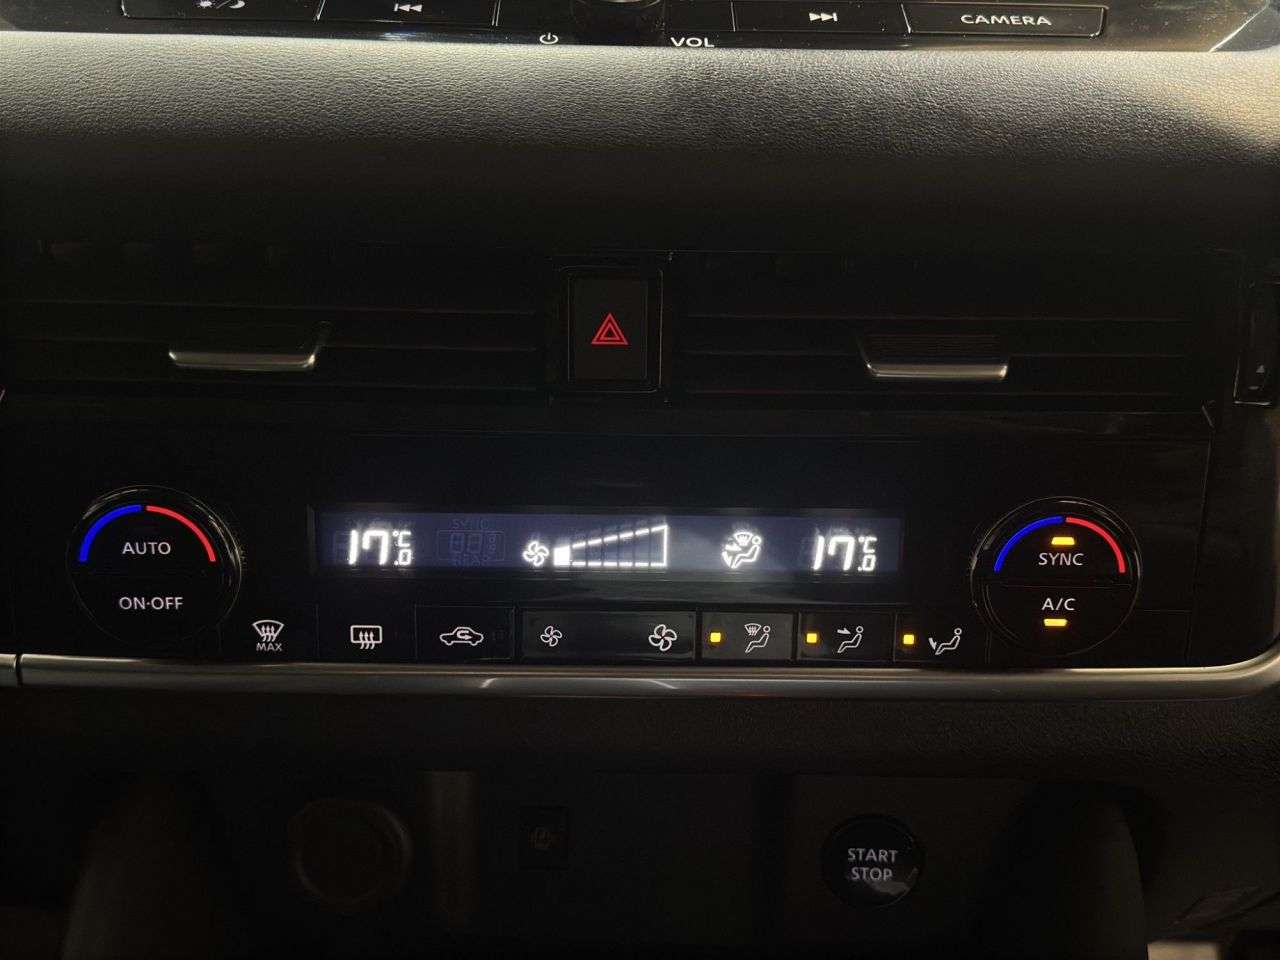 CAMERA
VOL
17.0°C
SYNC
REAR
17.0°C
AUTO
ON·OFF
SYNC
A/C
MAX
START
STOP